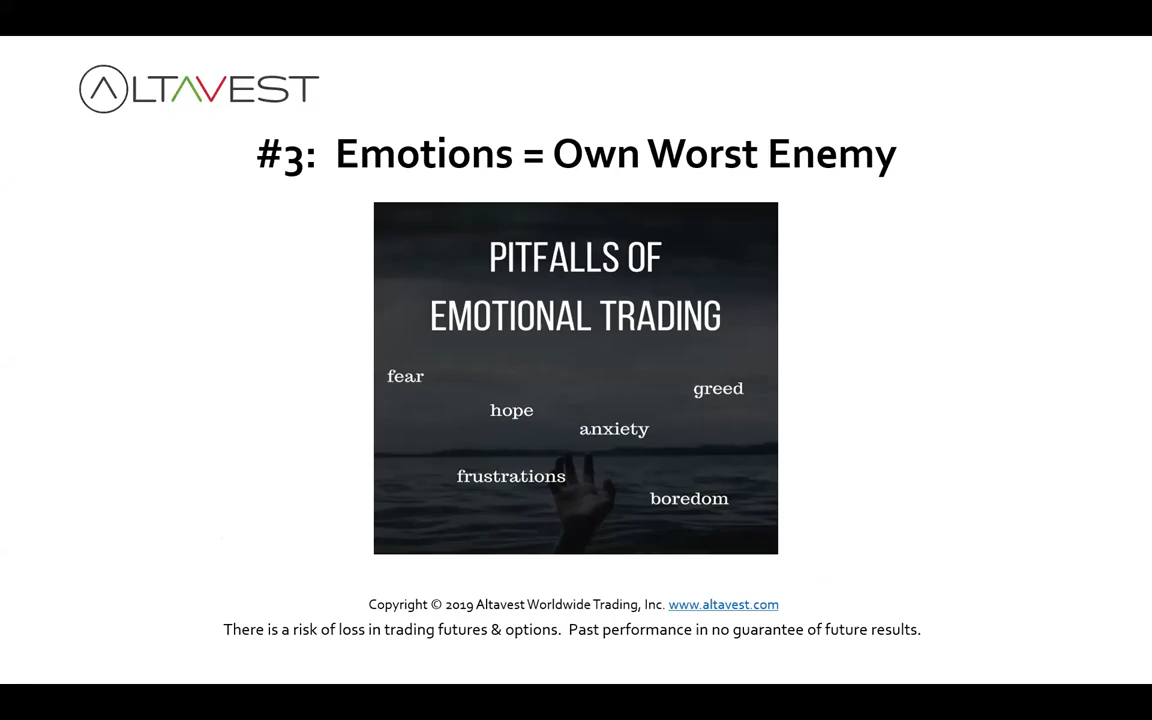 ALTAVEST
#3: Emotions = Own Worst Enemy
PITFALLS OF
EMOTIONAL TRADING
fear
greed
hope
anxiety
frustrations
boredom
Copyright © 2019 Altavest Worldwide Trading, Inc. www.altavest.com
There is a risk of loss in trading futures & options. Past performance in no guarantee of future results.